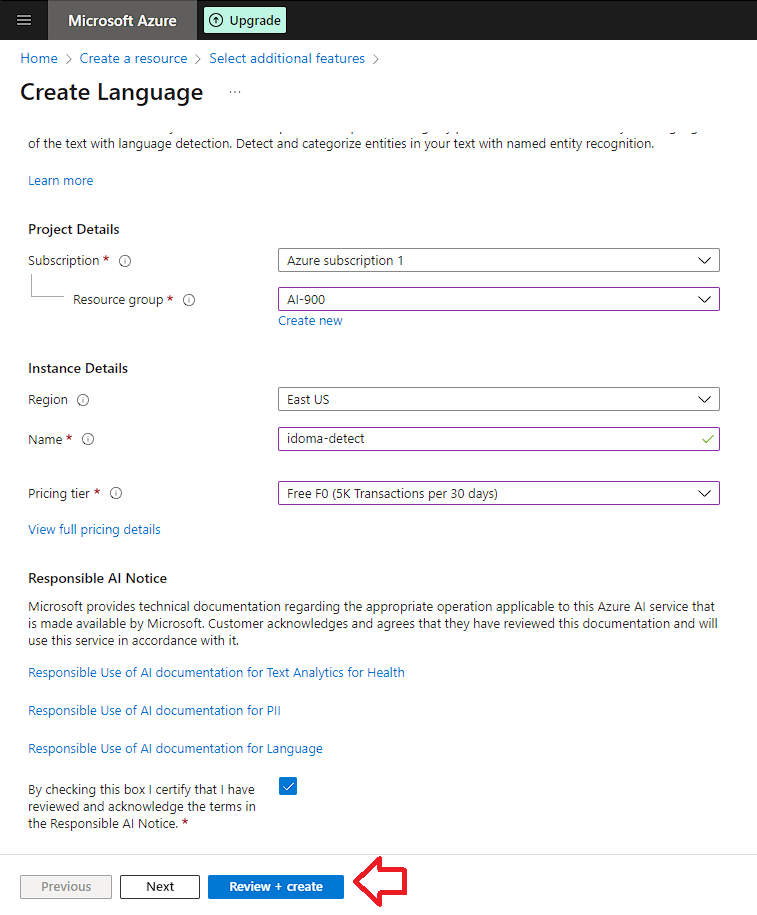 Microsoft Azure
Upgrade
Home > Create a resource > Select additional features >
Create Language ...
of the text with language detection. Detect and categorize entities in your text with named entity recognition.
Learn more
Project Details
Subscription *
Azure subscription 1
Resource group *
AI-900
Create new
Instance Details
Region
East US
Name *
idoma-detect
Pricing tier *
Free F0 (5K Transactions per 30 days)
View full pricing details
Responsible AI Notice
Microsoft provides technical documentation regarding the appropriate operation applicable to this Azure AI service that
is made available by Microsoft. Customer acknowledges and agrees that they have reviewed this documentation and will
use this service in accordance with it.
Responsible Use of AI documentation for Text Analytics for Health
Responsible Use of AI documentation for PII
Responsible Use of AI documentation for Language
By checking this box I certify that I have
reviewed and acknowledge the terms in
the Responsible AI Notice. *
Previous
Next
Review + create